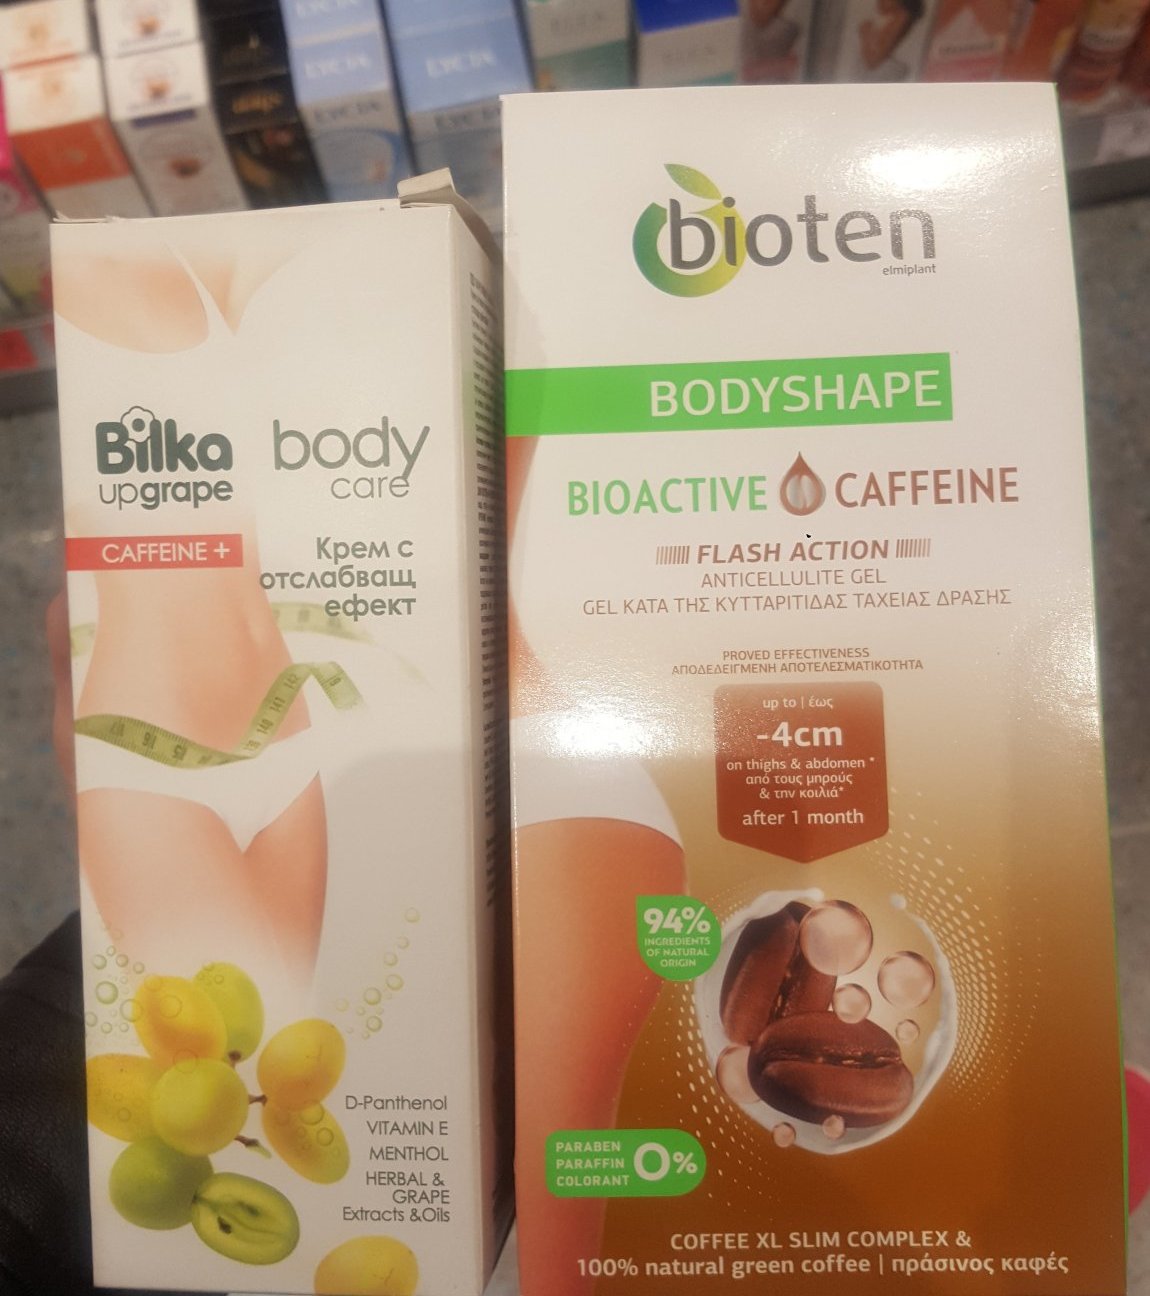 LYCIA
LYCIA
Bilka
upgrape
body
care
CAFFEINE +
Крем с
отслабващ
ефект
D-Panthenol
VITAMIN E
MENTHOL
HERBAL &
GRAPE
Extracts &Oils
bioten
elmiplant
BODYSHAPE
BIOACTIVE CAFFEINE
FLASH ACTION
ANTICELLULITE GEL
GEL ΚΑΤΑ ΤΗΣ ΚΥΤΤΑΡΙΤΙΔΑΣ ΤΑΧΕΙΑΣ ΔΡΑΣΗΣ
PROVED EFFECTIVENESS
ΑΠΟΔΕΔΕΙΓΜΕΝΗ ΑΠΟΤΕΛΕΣΜΑΤΙΚΟΤΗΤΑ
up to | έως
-4cm
on thighs & abdomen *
από τους μηρούς
& την κοιλιά*
after 1 month
94%
INGREDIENTS
OF NATURAL
ORIGIN
PARABEN
PARAFFIN
COLORANT
0%
COFFEE XL SLIM COMPLEX &
100% natural green coffee | πράσινος καφές